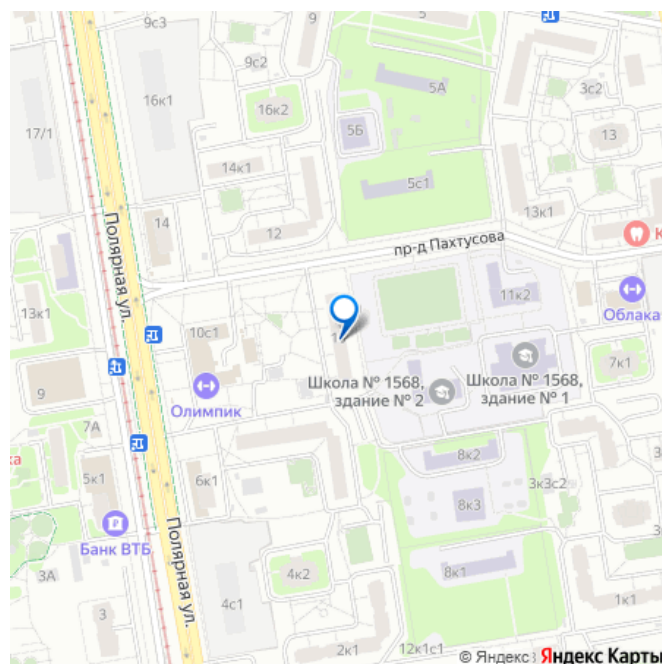 9с3
9
5
9с2
5А
3с2
16к1
16к2
17/1
5Б
13
14к1
5с1
13к1
14
12
пр-д Пахтусова
К
Полярная ул.
11к2
Облака
13к1
10с1
7к1
Школа № 1568,
здание № 2
Школа № 1568,
здание № 1
9
Олимпик
7А
ка
8к2
5к1
6к1
3к3с2
8к3
Полярная ул.
Банк ВТБ
3А
4к2
8к1
3
4с1
1к1
2к1
12к1с1
© Яндекс
Яндекс Карты